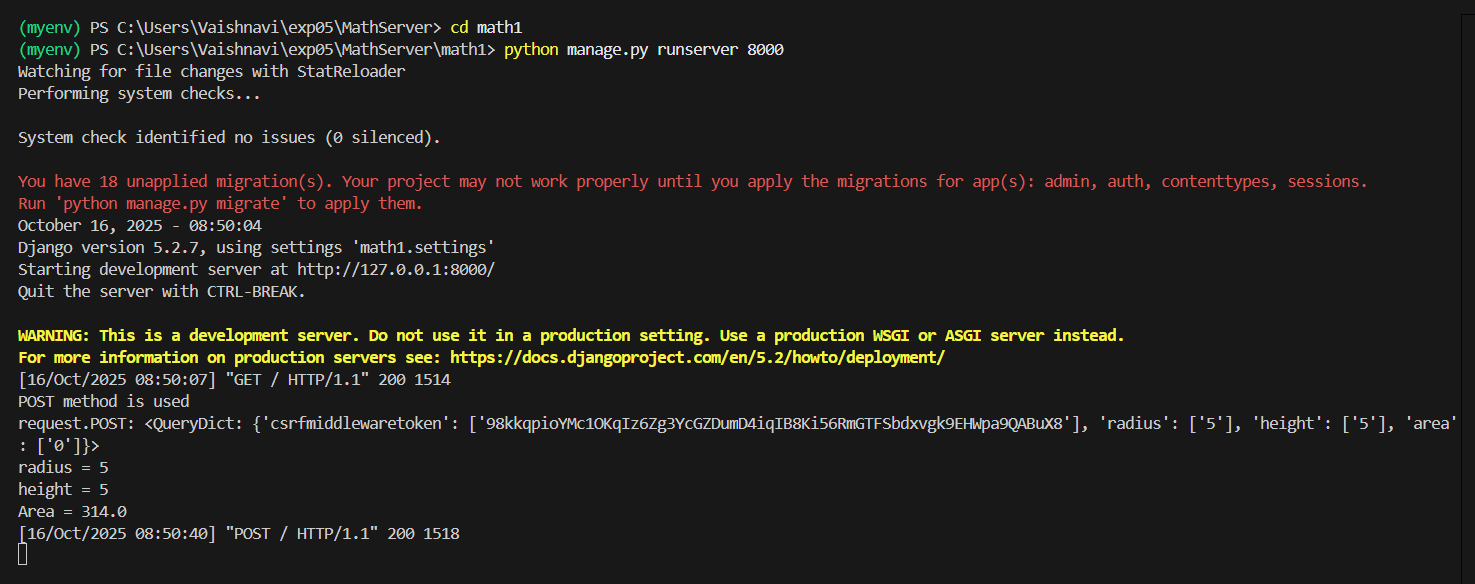 (myenv) PS C:\Users\Vaishnavi\exp05\MathServer> cd math1
(myenv) PS C:\Users\Vaishnavi\exp05\MathServer\math1> python manage.py runserver 8000
Watching for file changes with StatReloader
Performing system checks...
System check identified no issues (0 silenced).
You have 18 unapplied migration(s). Your project may not work properly until you apply the migrations for app(s): admin, auth, contenttypes, sessions.
Run 'python manage.py migrate' to apply them.
October 16, 2025 - 08:50:04
Django version 5.2.7, using settings 'math1.settings'
Starting development server at http://127.0.0.1:8000/
Quit the server with CTRL-BREAK.
WARNING: This is a development server. Do not use it in a production setting. Use a production WSGI or ASGI server instead.
For more information on production servers see: https://docs.djangoproject.com/en/5.2/howto/deployment/
[16/Oct/2025 08:50:07] "GET / HTTP/1.1" 200 1514
POST method is used
request.POST: <QueryDict: {'csrfmiddlewaretoken': ['98kkqpioYMc1OKqIz6Zg3YcGZDumD4iqIB8Ki56RmGTFSbdxvgk9EHWpa9QABuX8'], 'radius': ['5'], 'height': ['5'], 'area'
: ['0']}>
radius = 5
height = 5
Area = 314.0
[16/Oct/2025 08:50:40] "POST / HTTP/1.1" 200 1518